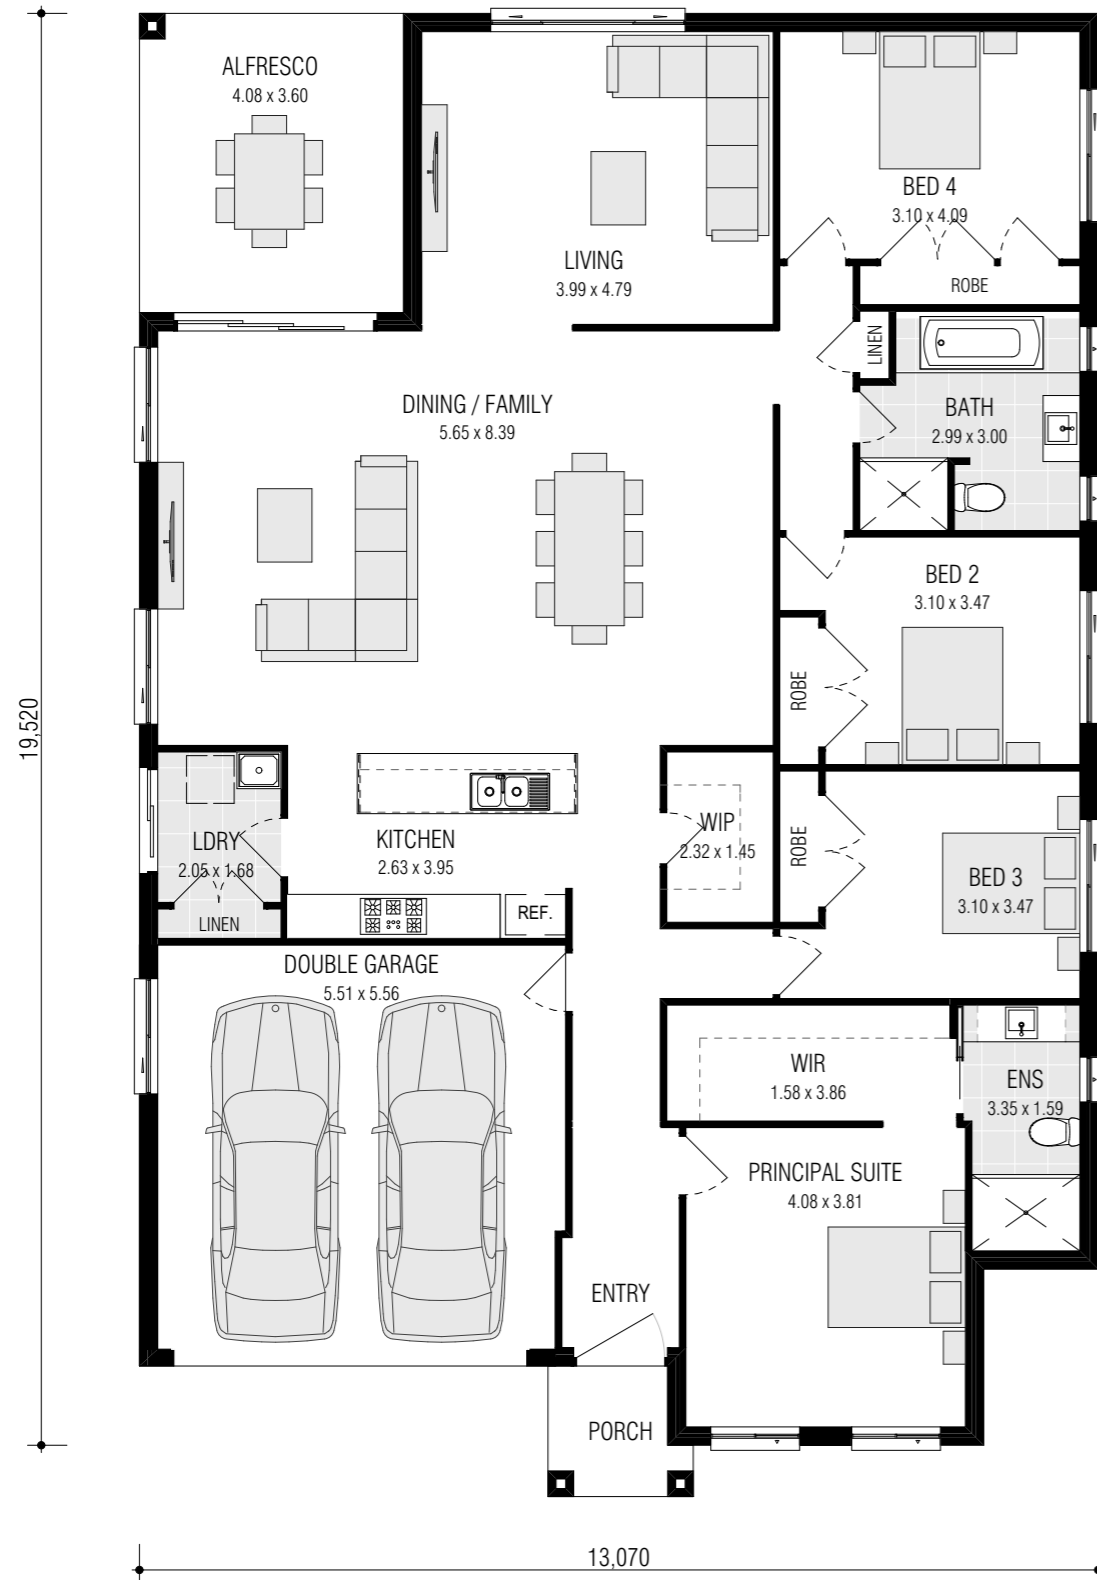 ALFRESCO
4.08 x 3.60
LIVING
3.99 x 4.79
BED 4
3.10 x 4.09
ROBE
LINEN
DINING / FAMILY
5.65 x 8.39
BATH
2.99 x 3.00
BED 2
3.10 x 3.47
ROBE
19,520
LDRY
2.05 x 1.68
LINEN
KITCHEN
2.63 x 3.95
REF.
WIP
2.32 x 1.45
ROBE
BED 3
3.10 x 3.47
DOUBLE GARAGE
5.51 x 5.56
WIR
1.58 x 3.86
ENS
3.35 x 1.59
PRINCIPAL SUITE
4.08 x 3.81
ENTRY
PORCH
13,070